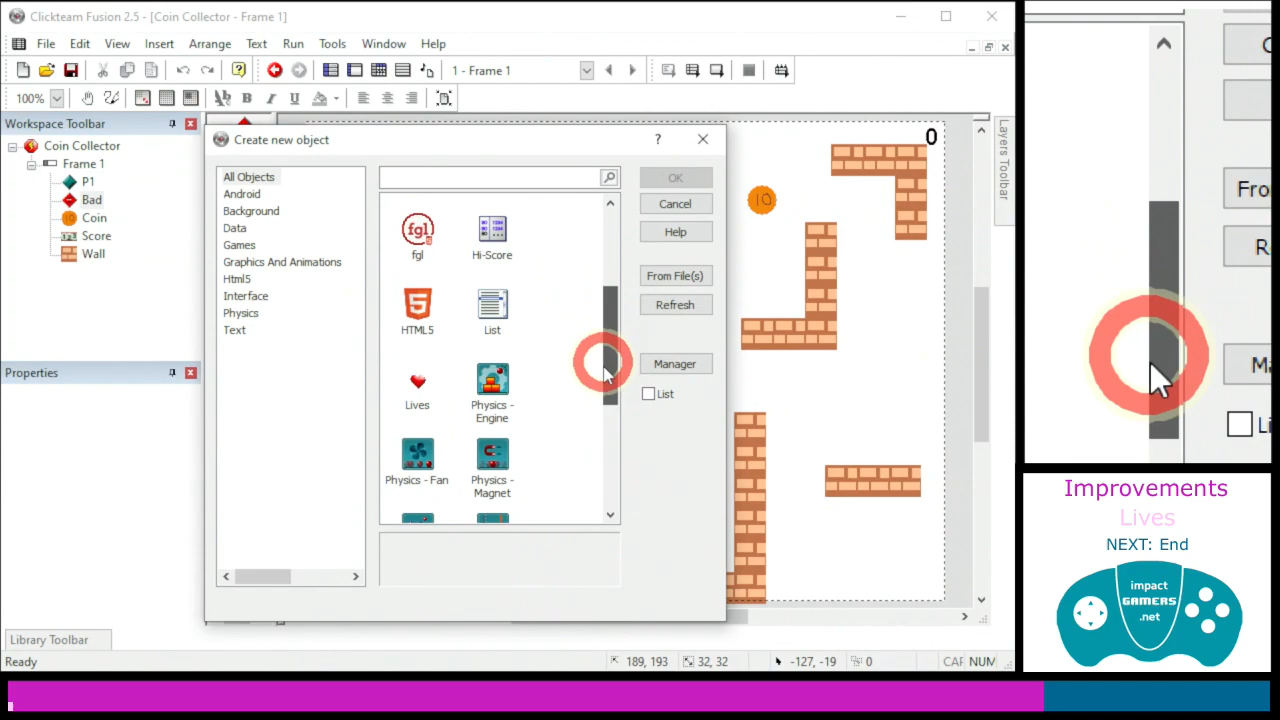 Clickteam Fusion 2.5 - [Coin Collector - Frame 1]
File Edit View Insert Arrange Text Run Tools Window Help
1 - Frame 1
100%
Workspace Toolbar
Coin Collector
Frame 1
P1
Bad
Coin
Score
Wall
Properties
Library Toolbar
Ready
Create new object
?
All Objects
Android
Background
Data
Games
Graphics And Animations
Html5
Interface
Physics
Text
fgl
fgl
Hi-Score
HTML5
List
Lives
Physics - Engine
Physics - Fan
Physics - Magnet
OK
Cancel
Help
From File(s)
Refresh
Manager
List
0
10
Layers Toolbar
189, 193
32, 32
-127, -19
0
CAP NUM
C
Fro
R
Ma
Li
Improvements
Lives
NEXT: End
impact
GAMERS
.net